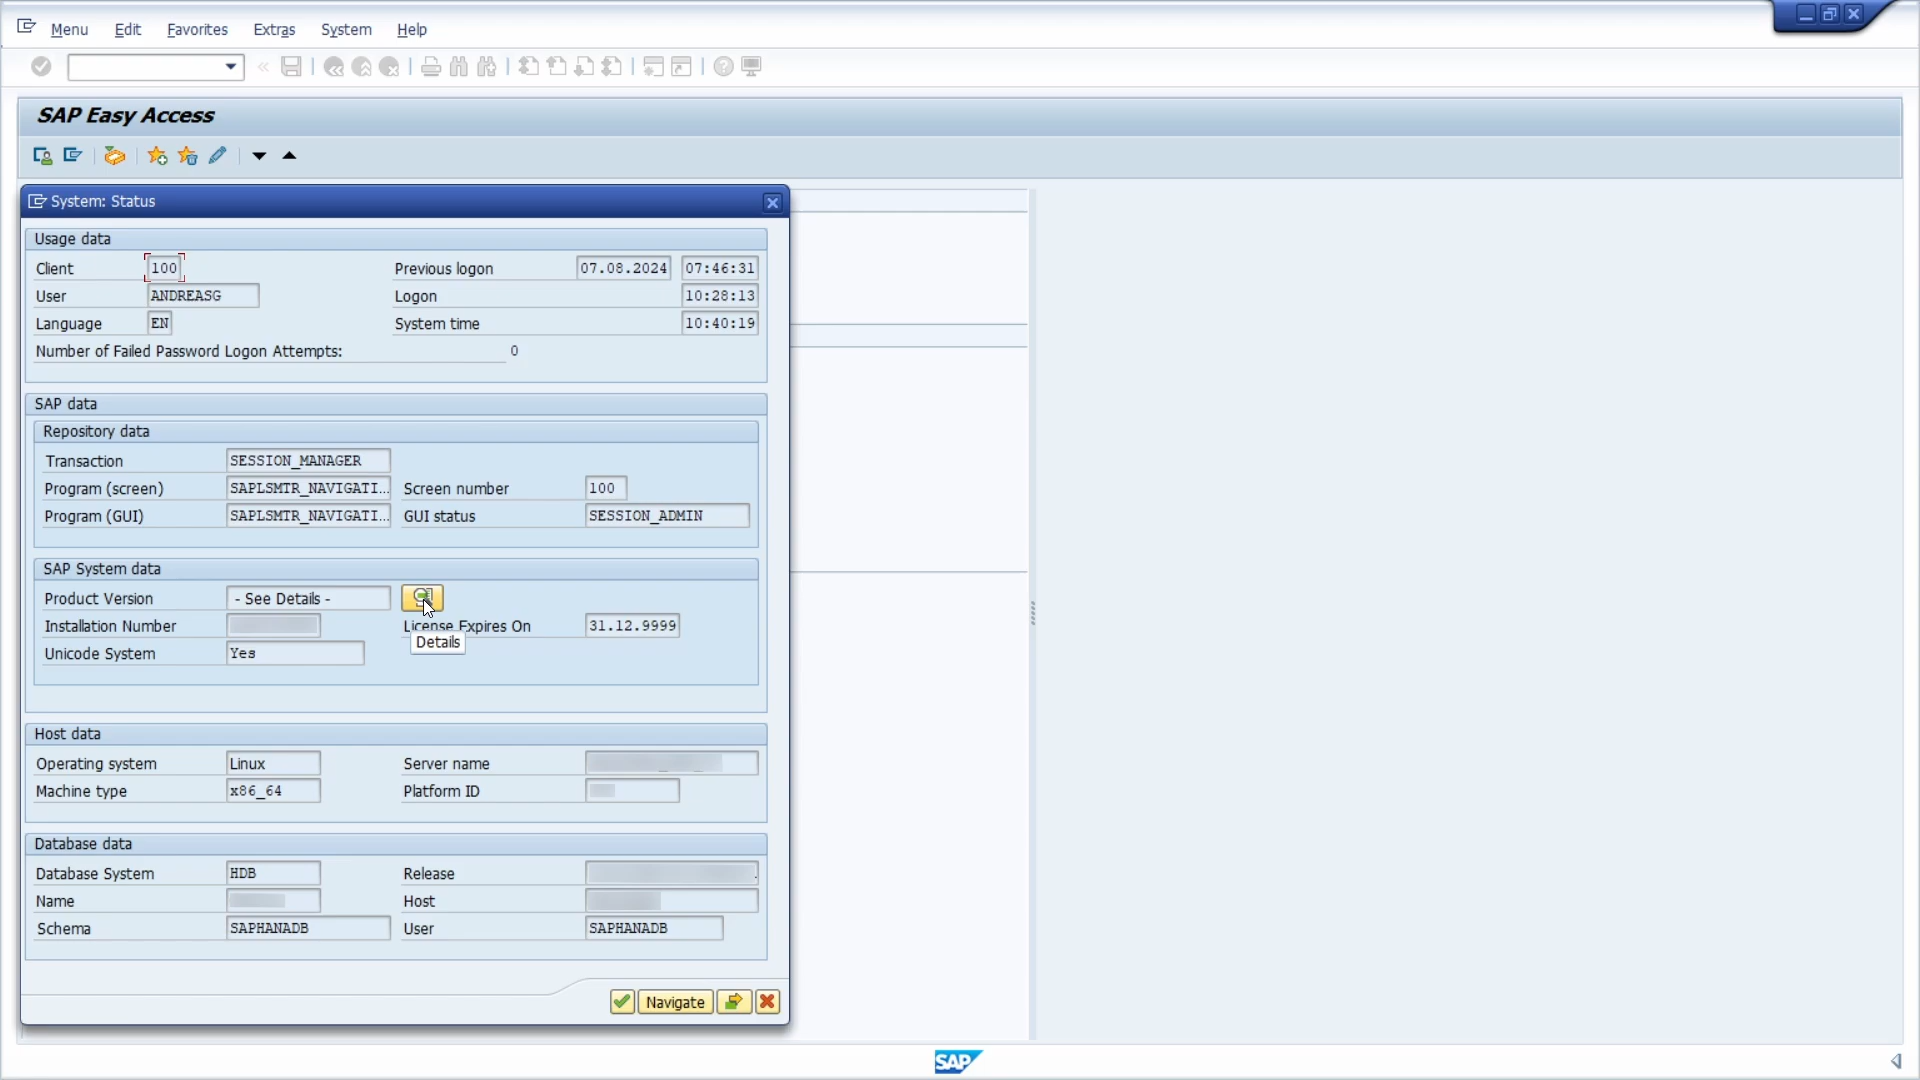 Menu Edit Favorites Extras System Help
SAP Easy Access
System: Status
Usage data
Client 100 Previous logon 07.08.2024 07:46:31
User ANDREASG Logon 10:28:13
Language EN System time 10:40:19
Number of Failed Password Logon Attempts: 0
SAP data
Repository data
Transaction SESSION_MANAGER
Program (screen) SAPLSMTR_NAVIGATI... Screen number 100
Program (GUI) SAPLSMTR_NAVIGATI... GUI status SESSION_ADMIN
SAP System data
Product Version - See Details -
Installation Number License Expires On 31.12.9999
Details
Unicode System Yes
Host data
Operating system Linux Server name
Machine type x86_64 Platform ID
Database data
Database System HDB Release
Name Host
Schema SAPHANADB User SAPHANADB
Navigate
SAP